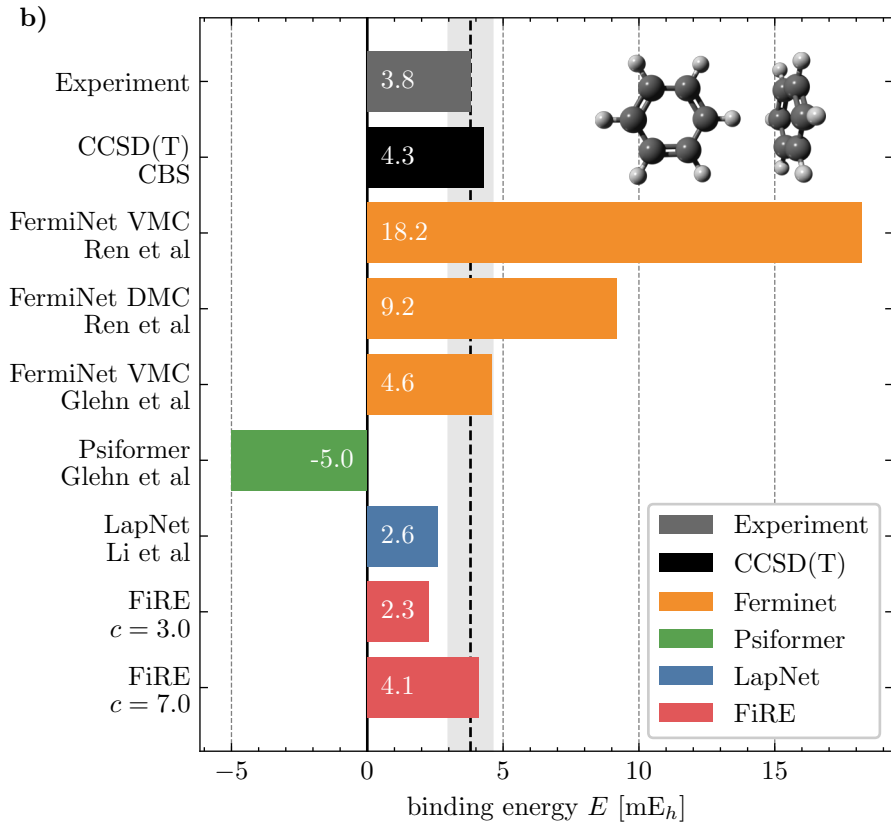 b)
Experiment
3.8
CCSD(T)
CBS
4.3
FermiNet VMC
Ren et al
18.2
FermiNet DMC
Ren et al
9.2
FermiNet VMC
Glehn et al
4.6
Psiformer
Glehn et al
-5.0
LapNet
Li et al
2.6
FiRE
c = 3.0
2.3
FiRE
c = 7.0
4.1
Experiment
CCSD(T)
Ferminet
Psiformer
LapNet
FiRE
−5 0 5 10 15
binding energy E [mEₕ]